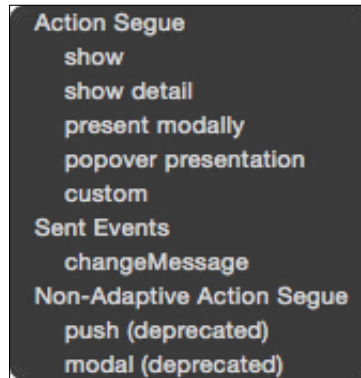 Action Segue
show
show detail
present modally
popover presentation
custom
Sent Events
changeMessage
Non-Adaptive Action Segue
push (deprecated)
modal (deprecated)